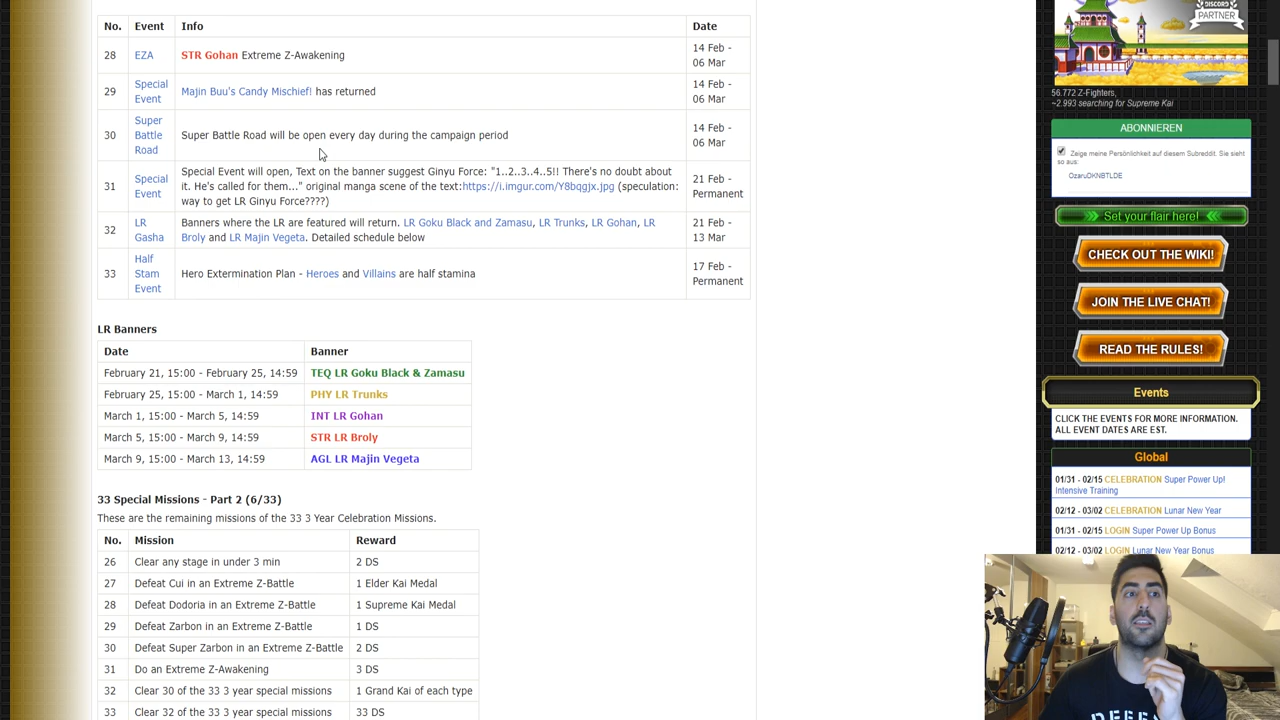 No. Event Info Date
28 EZA STR Gohan Extreme Z-Awakening 14 Feb -
06 Mar
29 Special
Event Majin Buu's Candy Mischief! has returned 14 Feb -
06 Mar
30 Super
Battle
Road Super Battle Road will be open every day during the campaign period 14 Feb -
06 Mar
31 Special
Event Special Event will open, Text on the banner suggest Ginyu Force: "1..2..3..4..5!! There's no doubt about
it. He's called for them..." original manga scene of the text:https://i.imgur.com/Y8bqgjx.jpg (speculation:
way to get LR Ginyu Force????) 21 Feb -
Permanent
32 LR
Gasha Banners where the LR are featured will return. LR Goku Black and Zamasu, LR Trunks, LR Gohan, LR
Broly and LR Majin Vegeta. Detailed schedule below 21 Feb -
13 Mar
33 Half
Stam
Event Hero Extermination Plan - Heroes and Villains are half stamina 17 Feb -
Permanent
LR Banners
Date Banner
February 21, 15:00 - February 25, 14:59 TEQ LR Goku Black & Zamasu
February 25, 15:00 - March 1, 14:59 PHY LR Trunks
March 1, 15:00 - March 5, 14:59 INT LR Gohan
March 5, 15:00 - March 9, 14:59 STR LR Broly
March 9, 15:00 - March 13, 14:59 AGL LR Majin Vegeta
33 Special Missions - Part 2 (6/33)
These are the remaining missions of the 33 3 Year Celebration Missions.
No. Mission Reward
26 Clear any stage in under 3 min 2 DS
27 Defeat Cui in an Extreme Z-Battle 1 Elder Kai Medal
28 Defeat Dodoria in an Extreme Z-Battle 1 Supreme Kai Medal
29 Defeat Zarbon in an Extreme Z-Battle 1 DS
30 Defeat Super Zarbon in an Extreme Z-Battle 2 DS
31 Do an Extreme Z-Awakening 3 DS
32 Clear 30 of the 33 3 year special missions 1 Grand Kai of each type
33 Clear 32 of the 33 3 year special missions 33 DS
DISCORD
PARTNER
56.772 Z-Fighters,
~2.993 searching for Supreme Kai
ABONNIEREN
Zeige meine Persönlichkeit auf diesem Subreddit. Sie sieht
so aus:
OzaruDKNBTLDE
Set your flair here!
CHECK OUT THE WIKI!
JOIN THE LIVE CHAT!
READ THE RULES!
Events
CLICK THE EVENTS FOR MORE INFORMATION.
ALL EVENT DATES ARE EST.
Global
01/31 - 02/15 CELEBRATION Super Power Up!
Intensive Training
02/12 - 03/02 CELEBRATION Lunar New Year
01/31 - 02/15 LOGIN Super Power Up Bonus
02/12 - 03/02 LOGIN Lunar New Year Bonus